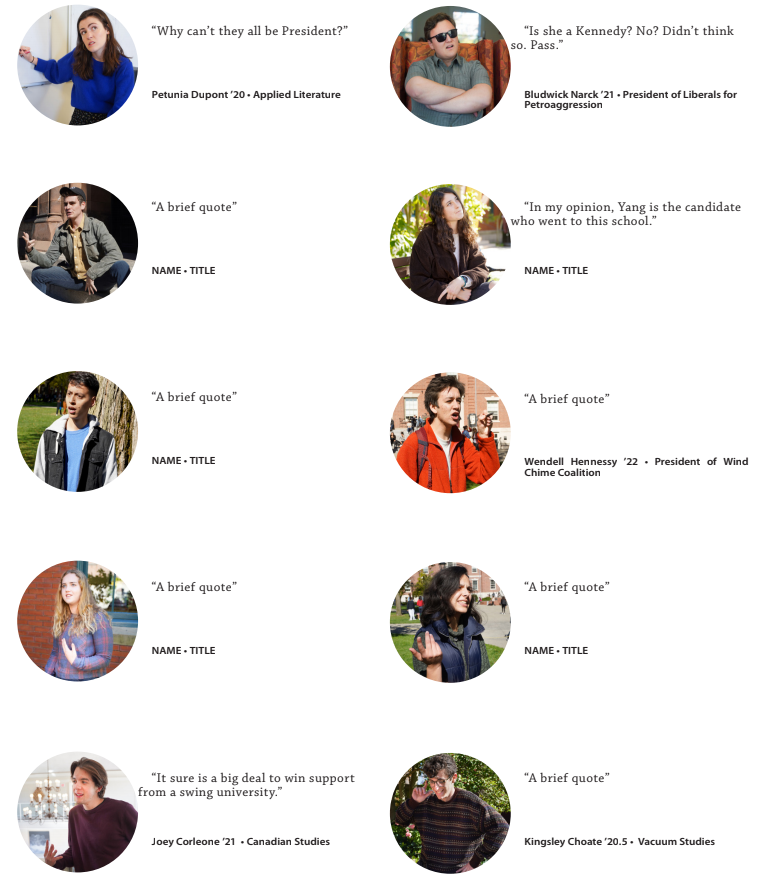 “Why can’t they all be President?”
Petunia Dupont ’20 • Applied Literature
“Is she a Kennedy? No? Didn’t think
so. Pass.”
Bludwick Narck ’21 • President of Liberals for
Petroaggression
“A brief quote”
NAME • TITLE
“In my opinion, Yang is the candidate
who went to this school.”
NAME • TITLE
“A brief quote”
NAME • TITLE
“A brief quote”
Wendell Hennessy ’22 • President of Wind
Chime Coalition
“A brief quote”
NAME • TITLE
“A brief quote”
NAME • TITLE
“It sure is a big deal to win support
from a swing university.”
Joey Corleone ’21 • Canadian Studies
“A brief quote”
Kingsley Choate ’20.5 • Vacuum Studies